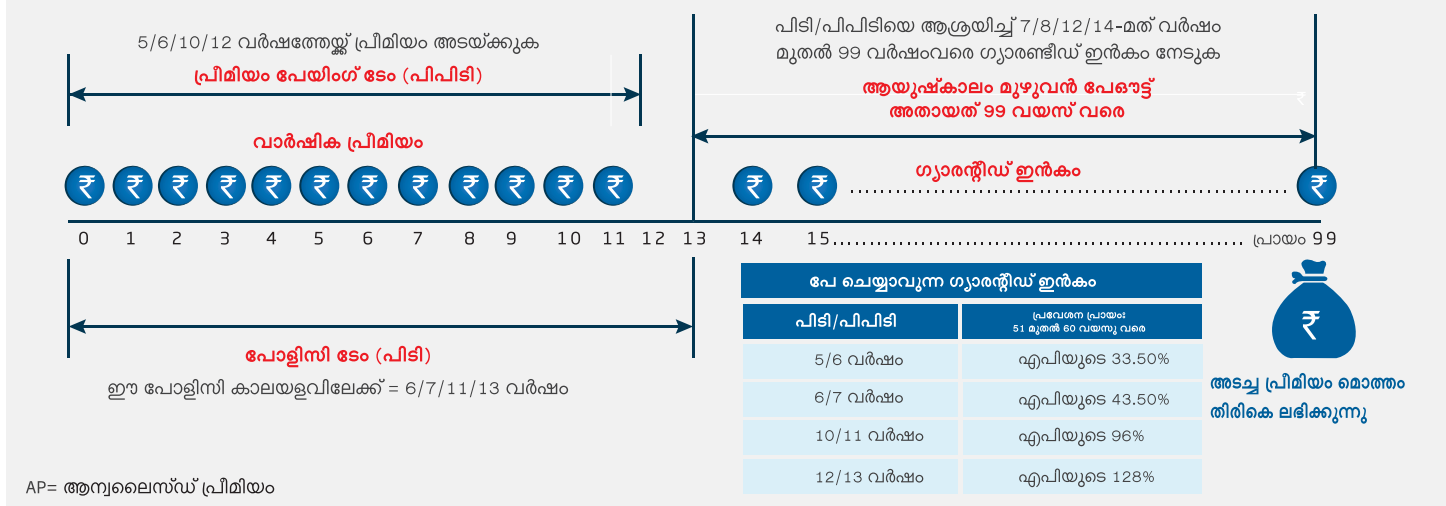 5/6/10/12 വർഷത്തേയ്ക്ക് പ്രീമിയം അടയ്ക്കുക
പ്രീമിയം പേയിംഗ് ടേം (പിപിടി)
പിടി/പിപിടിയെ ആശ്രയിച്ച് 7/8/12/14-മത് വർഷം
മുതൽ 99 വർഷംവരെ ഗ്യാരണ്ടീഡ് ഇൻകം നേടുക
ആയുഷ്കാലം മുഴുവൻ പേഔട്ട്
അതായത് 99 വയസ് വരെ
വാർഷിക പ്രീമിയം
ഗ്യാരന്റീഡ് ഇൻകം
₹ ₹ ₹ ₹ ₹ ₹ ₹ ₹ ₹ ₹ ₹ ₹ ₹ ₹ ₹
0 1 2 3 4 5 6 7 8 9 10 11 12 13 14 15 പ്രായം 99
പോളിസി ടേം (പിടി)
ഈ പോളിസി കാലയളവിലേക്ക് = 6/7/11/13 വർഷം
പേ ചെയ്യാവുന്ന ഗ്യാരന്റീഡ് ഇൻകം
പിടി/പിപിടി
പ്രവേശന പ്രായം:
51 മുതൽ 60 വയസു വരെ
5/6 വർഷം എപിയുടെ 33.50%
6/7 വർഷം എപിയുടെ 43.50%
10/11 വർഷം എപിയുടെ 96%
12/13 വർഷം എപിയുടെ 128%
₹
അടച്ച പ്രീമിയം മൊത്തം
തിരികെ ലഭിക്കുന്നു
AP= ആന്വലൈസ്ഡ് പ്രീമിയം